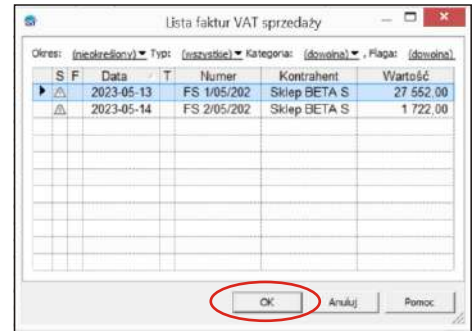 Lista faktur VAT sprzedaży
Okres: (nieokreślony) Typ: (wszystkie) Kategoria: (dowolna) , Flaga: (dowolna)
S F Data T Numer Kontrahent Wartość
2023-05-13 FS 1/05/202 Sklep BETA S 27 552,00
2023-05-14 FS 2/05/202 Sklep BETA S 1 722,00
OK Anuluj Pomoc